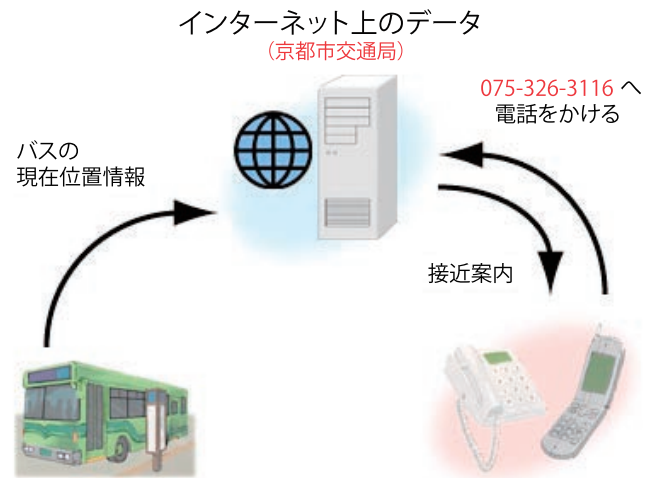 インターネット上のデータ
（京都市交通局）
075-326-3116 へ
電話をかける
バスの
現在位置情報
接近案内